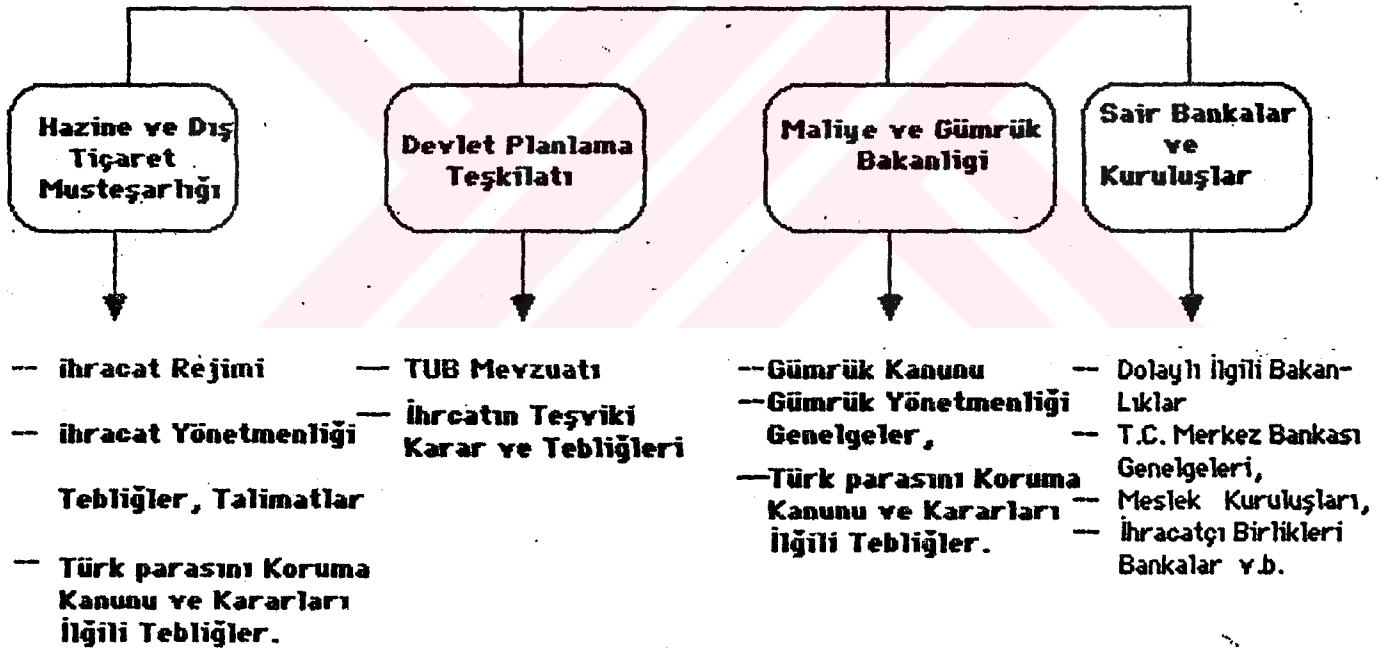 Hazine ve Dış
Tiçaret
Musteşarlığı
Devlet Planlama
Teşkilatı
Maliye ve Gümrük
Bakanligi
Sair Bankalar
ve
Kuruluşlar
-- ihracat Rejimi
-- ihracat Yönetmenliği
Tebliğler, Talimatlar
-- Türk parasını Koruma
Kanunu ve Kararları
İlğili Tebliğler.
-- TUB Mevzuatı
-- İhrcatın Teşviki
Karar ve Tebliğleri
--Gümrük Kanunu
--Gümrük Yönetmenliği
Genelgeler,
--Türk parasını Koruma
Kanunu ve Kararları
İlğili Tebliğler.
-- Dolaylı İlgili Bakan-
Lıklar
-- T.C. Merkez Bankası
Genelgeleri,
-- Meslek Kuruluşları,
-- İhracatçı Birlikleri
Bankalar v.b.